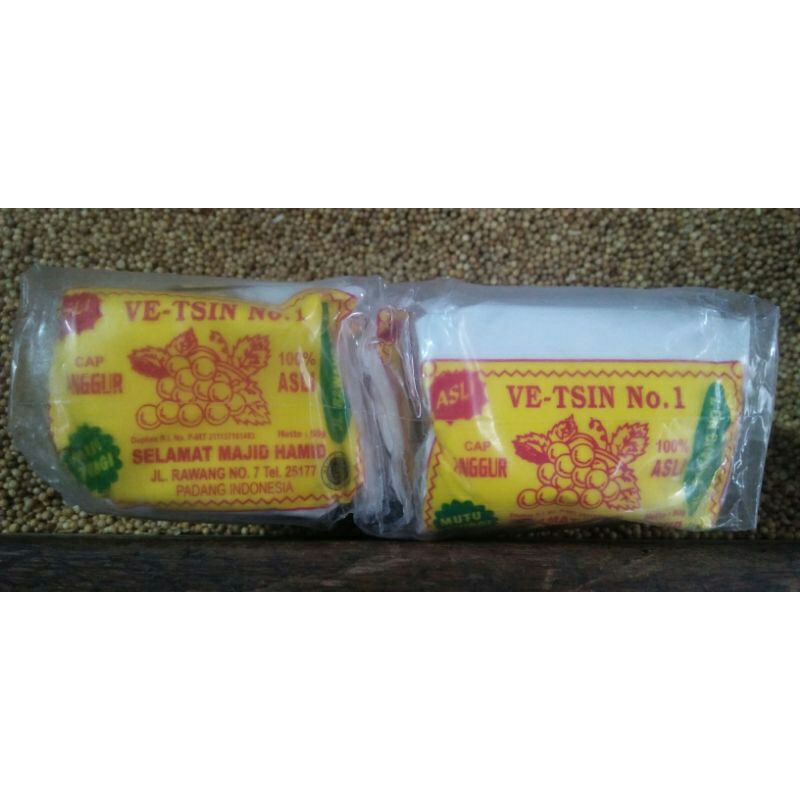 VE-TSIN No.1
CAP
ANGGUR
100%
ASLI
SELAMAT MAJID HAMID
JL. RAWANG NO. 7 Tel. 25177
PADANG INDONESIA
ASLI
VE-TSIN No.1
CAP
ANGGUR
100%
ASLI
MUTU